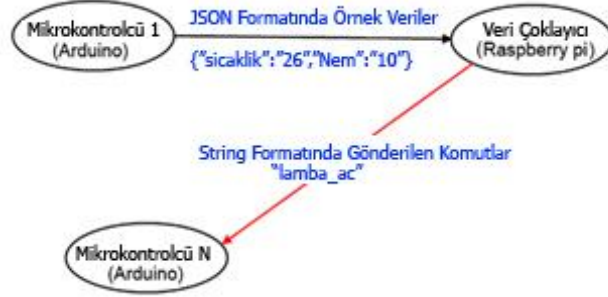 Mikrokontrolcü 1
(Arduino)
JSON Formatında Örnek Veriler
{"sicaklik":"26","Nem":"10"}
Veri Çoklayıcı
(Raspberry pi)
String Formatında Gönderilen Komutlar
"lamba_ac"
Mikrokontrolcü N
(Arduino)